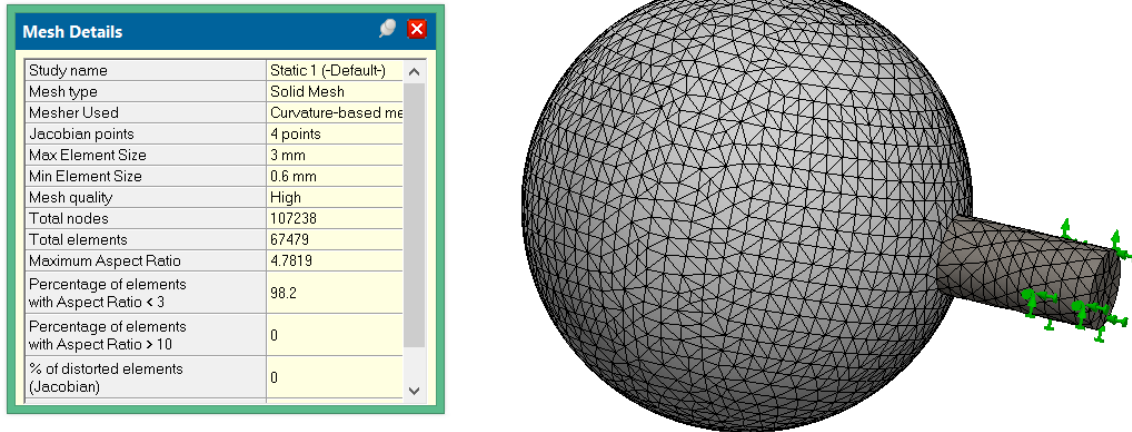 Mesh Details
Study name Static 1 (-Default-)
Mesh type Solid Mesh
Mesher Used Curvature-based me
Jacobian points 4 points
Max Element Size 3 mm
Min Element Size 0.6 mm
Mesh quality High
Total nodes 107238
Total elements 67479
Maximum Aspect Ratio 4.7819
Percentage of elements
with Aspect Ratio < 3 98.2
Percentage of elements
with Aspect Ratio > 10 0
% of distorted elements
(Jacobian) 0